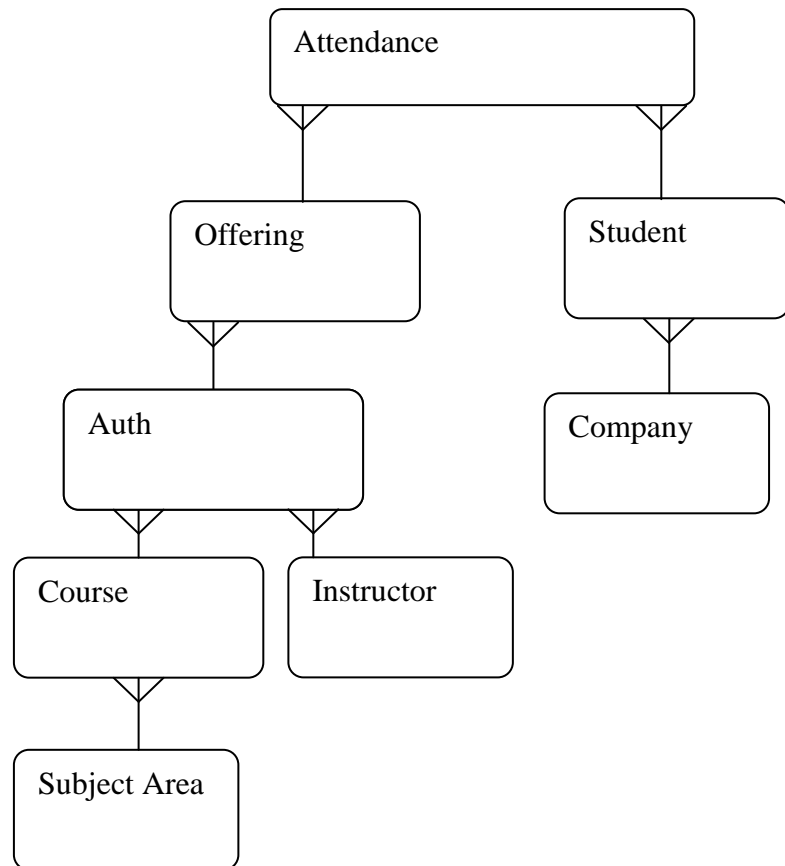 Attendance
Offering
Student
Auth
Company
Course
Instructor
Subject Area